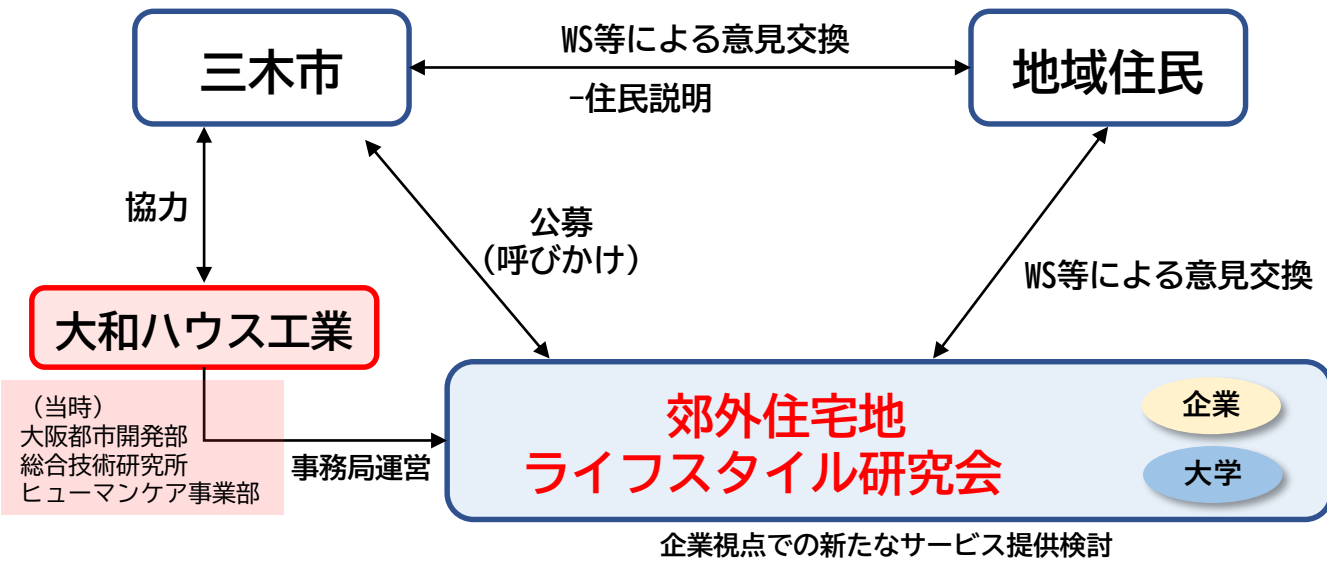 三木市
WS等による意見交換
-住民説明
地域住民
協力
公募
(呼びかけ)
WS等による意見交換
大和ハウス工業
(当時)
大阪都市開発部
総合技術研究所
ヒューマンケア事業部
事務局運営
郊外住宅地
ライフスタイル研究会
企業
大学
企業視点での新たなサービス提供検討